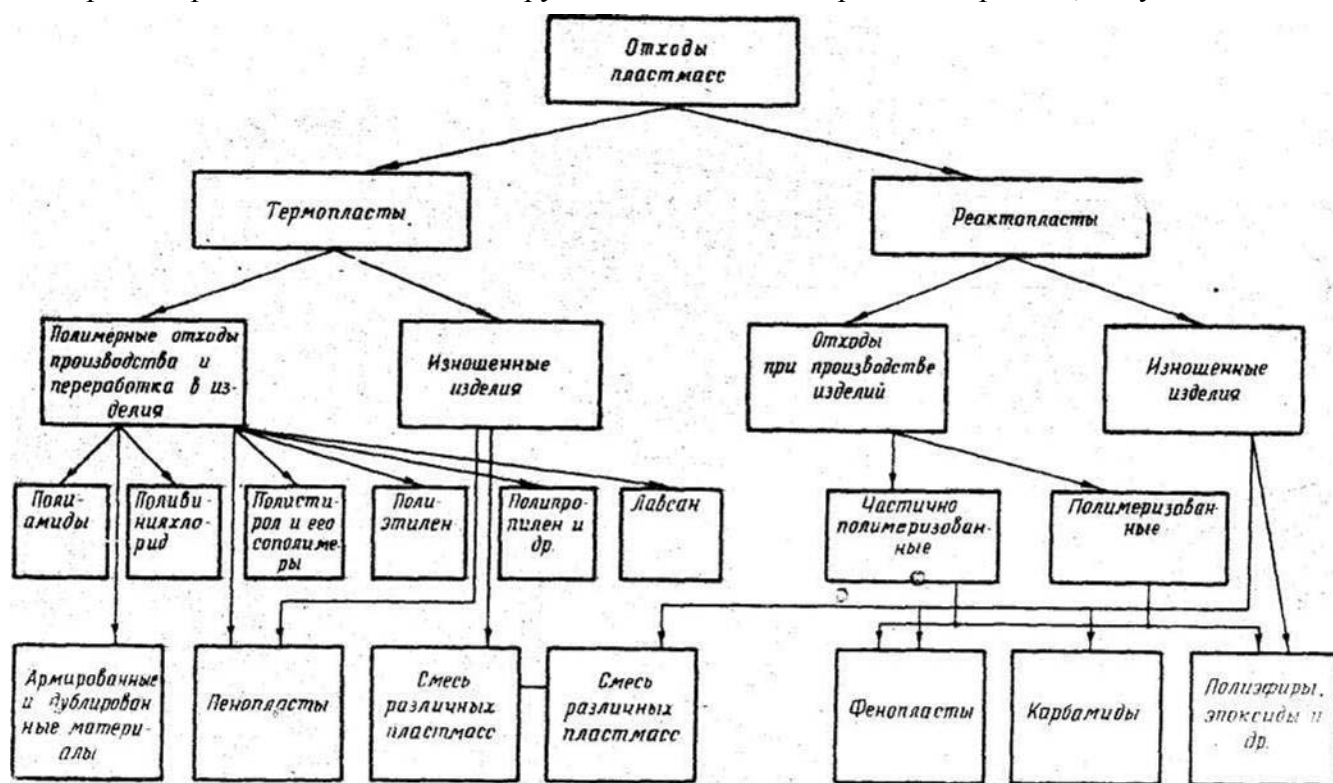 Отходы
пластмасс
Термопласты
Реактопласты
Полимерные отходы
производства и
переработка в из-
делия
Изношенные
изделия
Отходы
при производстве
изделий
Изношенные
изделия
Поли-
амиды
Поливи-
нилхло-
рид
Полисти-
рол и его
сополиме-
ры
Поли-
этилен
Полипро-
пилен и
др.
Лавсан
Частично
полимеризован-
ные
Полимеризован-
ные
Армированные
и дублирован-
ные матери-
алы
Пенопласты
Смесь
различных
пластмасс
Смесь
различных
пластмасс
Фенопласты
Карбамиды
Полиэфиры,
эпоксиды и
др.